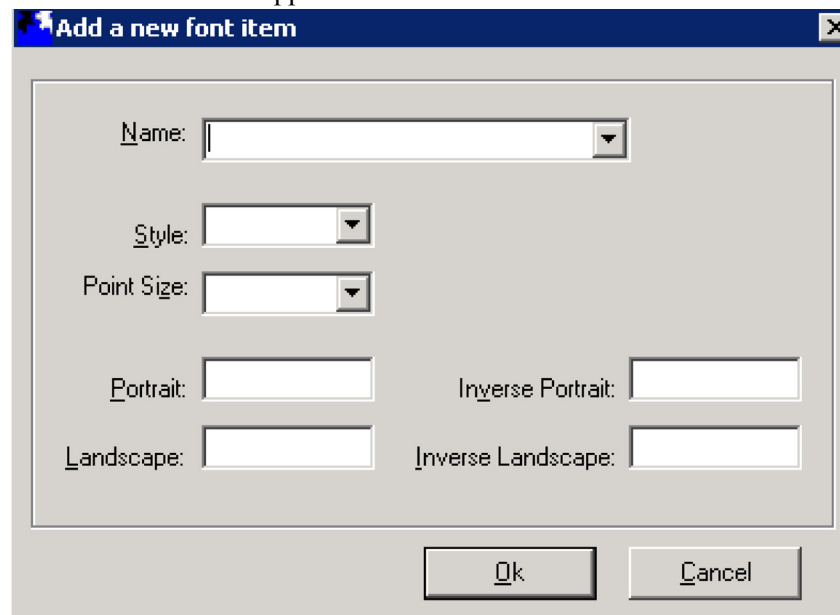 Add a new font item
Name:
Style:
Point Size:
Portrait: Inverse Portrait:
Landscape: Inverse Landscape:
Ok Cancel